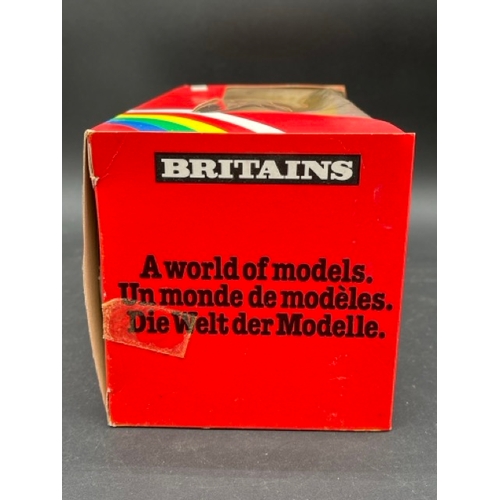 BRITAINS
A world of models.
Un monde de modèles.
Die Welt der Modelle.